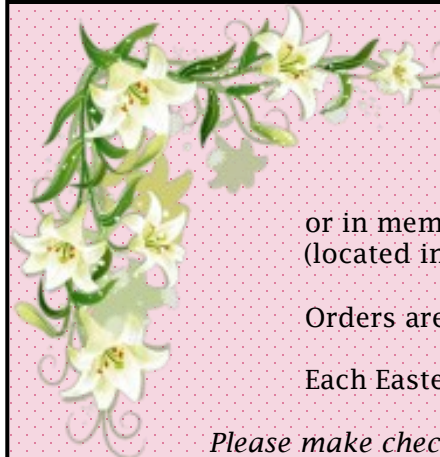 or in mem
(located in
Orders are
Each Easte
Please make chec